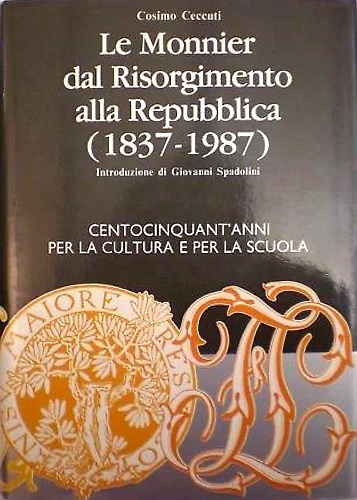 Cosimo Ceccuti
Le Monnier
dal Risorgimento
alla Repubblica
(1837-1987)
Introduzione di Giovanni Spadolini
CENTOCINQUANT'ANNI
PER LA CULTURA E PER LA SCUOLA
MAIORE